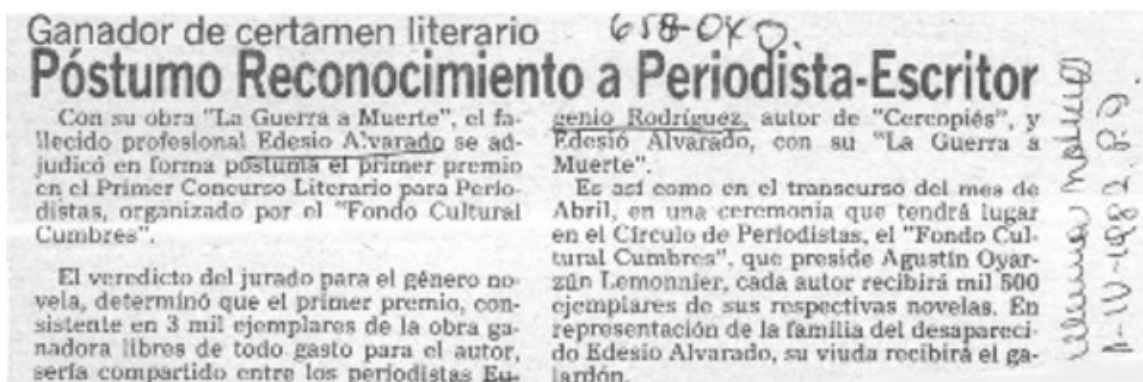 Ganador de certamen literario
658-OXO.
Póstumo Reconocimiento a Periodista-Escritor
Con su obra "La Guerra a Muerte", el fa-
llecido profesional Edesio Alvarado se ad-
judicó en forma póstuma el primer premio
en el Primer Concurso Literario para Perio-
distas, organizado por el "Fondo Cultural
Cumbres".
El veredicto del jurado para el género no-
vela, determinó que el primer premio, con-
sistente en 3 mil ejemplares de la obra ga-
nadora libres de todo gasto para el autor,
sería compartido entre los periodistas Eu-
genio Rodríguez, autor de "Cercopiés", y
Edesio Alvarado, con su "La Guerra a
Muerte".
Es así como en el transcurso del mes de
Abril, en una ceremonia que tendrá lugar
en el Círculo de Periodistas, el "Fondo Cul-
tural Cumbres", que preside Agustín Oyar-
zún Lemonnier, cada autor recibirá mil 500
ejemplares de sus respectivas novelas. En
representación de la familia del desapareci-
do Edesio Alvarado, su viuda recibirá el ga-
lardón.
1-IV-1982. P.9